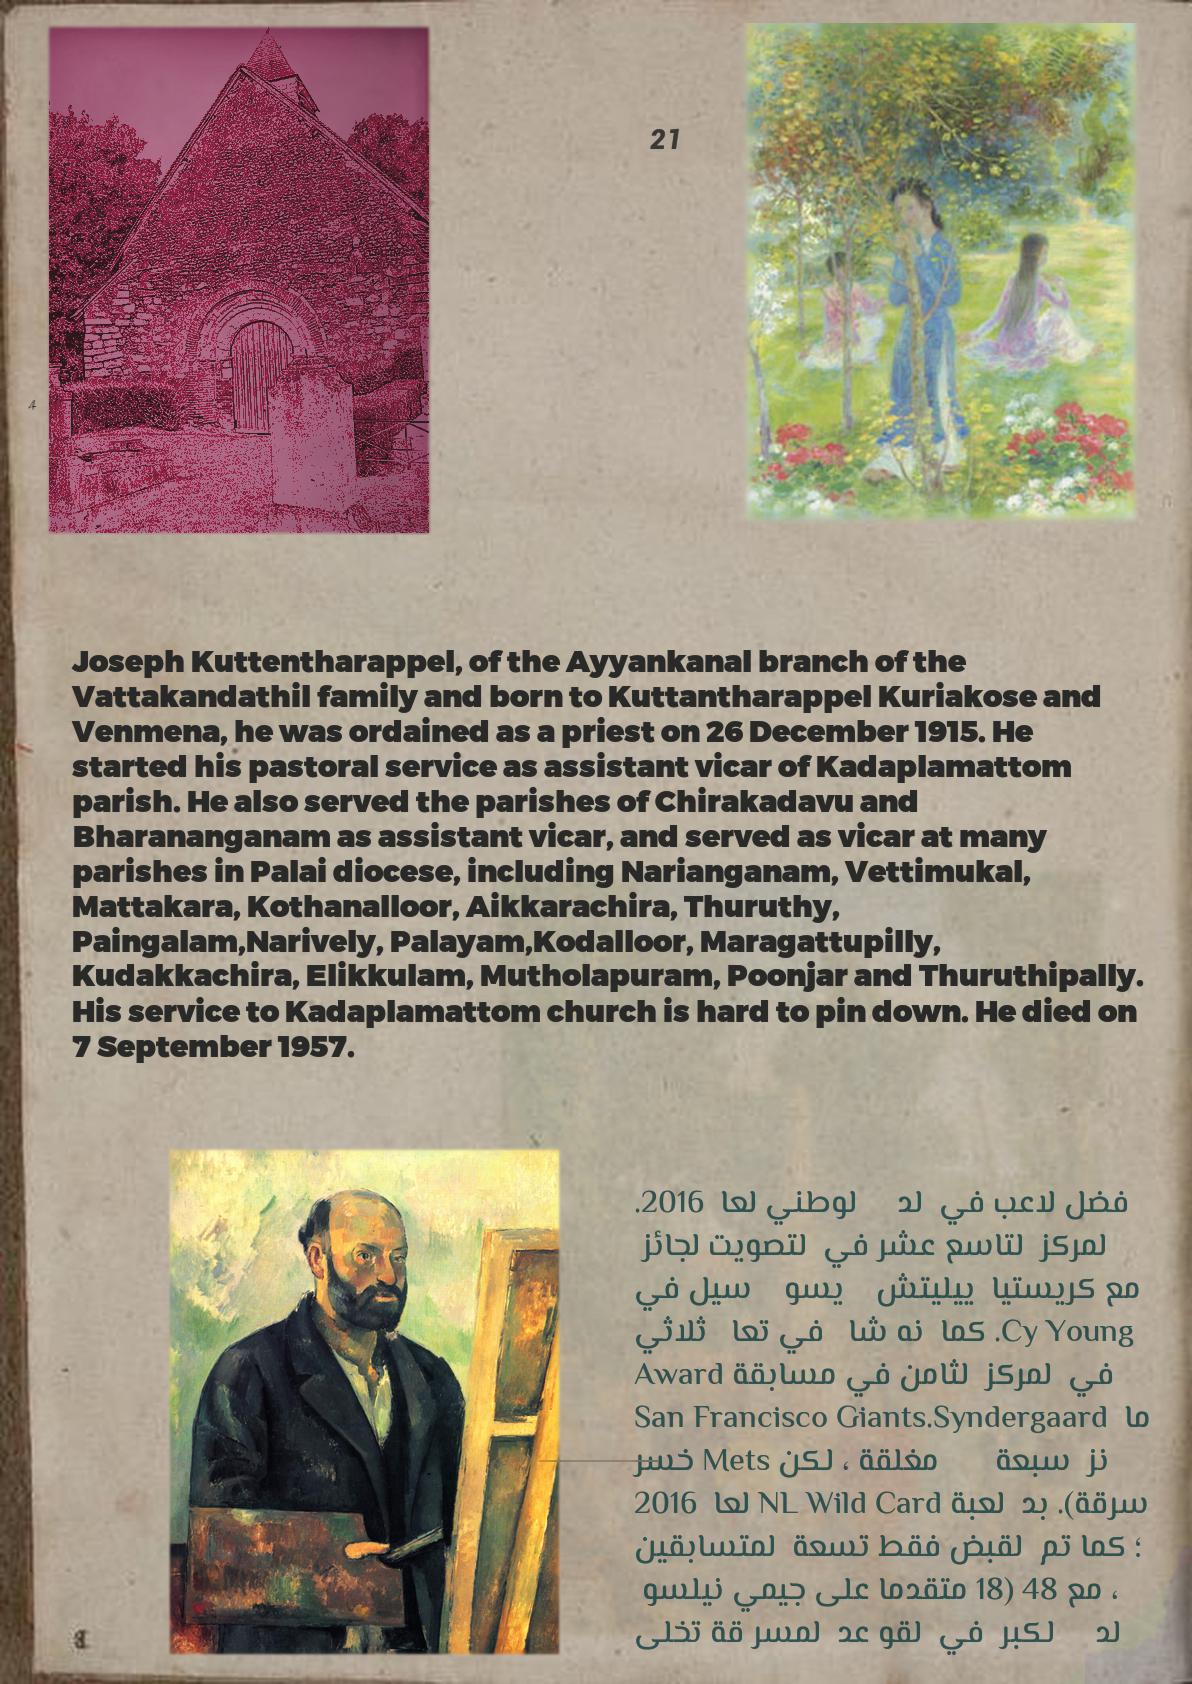 21
4
Joseph Kuttentharappel, of the Ayyankanal branch of the
Vattakandathil family and born to Kuttantharappel Kuriakose and
Venmena, he was ordained as a priest on 26 December 1915. He
started his pastoral service as assistant vicar of Kadaplamattom
parish. He also served the parishes of Chirakadavu and
Bharananganam as assistant vicar, and served as vicar at many
parishes in Palai diocese, including Narianganam, Vettimukal,
Mattakara, Kothanalloor, Aikkarachira, Thuruthy,
Paingalam,Narively, Palayam,Kodalloor, Maragattupilly,
Kudakkachira, Elikkulam, Mutholapuram, Poonjar and Thuruthipally.
His service to Kadaplamattom church is hard to pin down. He died on
7 September 1957.
فضل لاعب في لد لوطني لعا 2016.
لمركز لتاسع عشر في لتصويت لجائز
مع كريستيا ييليتش يسو سيل في
Cy Young. كما نه شا في تعا ثلاثي
في لمركز لثامن في مسابقة Award
ما San Francisco Giants.Syndergaard
نز سبعة مغلقة ، لكن Mets خسر
سرقة). بد لعبة NL Wild Card لعا 2016
؛ كما تم لقبض فقط تسعة لمتسابقين
، مع 48 (18 متقدما على جيمي نيلسو
لد لكبر في لقو عد لمسر قة تخلى